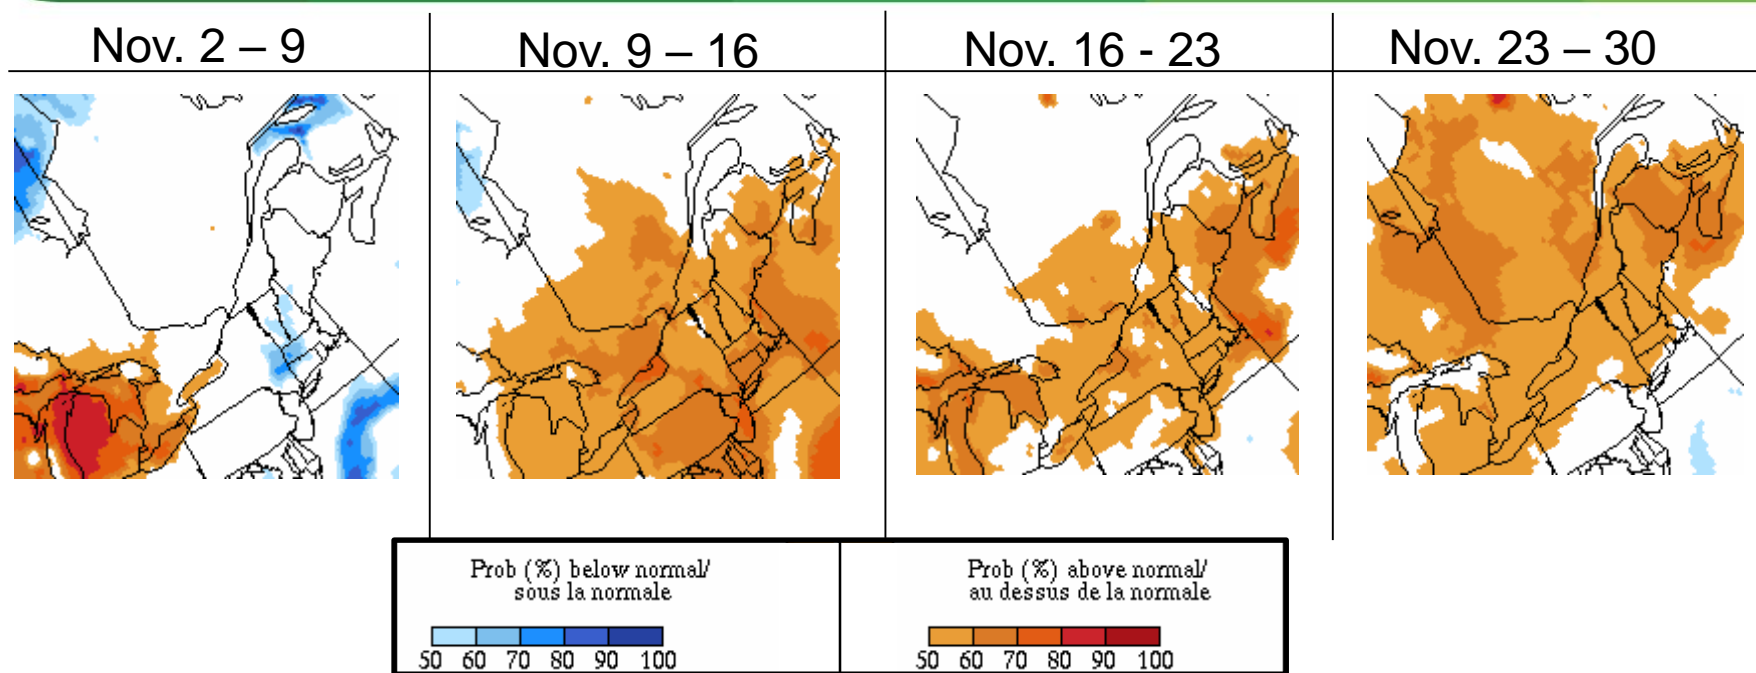 Nov. 2 – 9
Nov. 9 – 16
Nov. 16 - 23
Nov. 23 – 30
Prob (%) below normal/
sous la normale
50 60 70 80 90 100
Prob (%) above normal/
au dessus de la normale
50 60 70 80 90 100